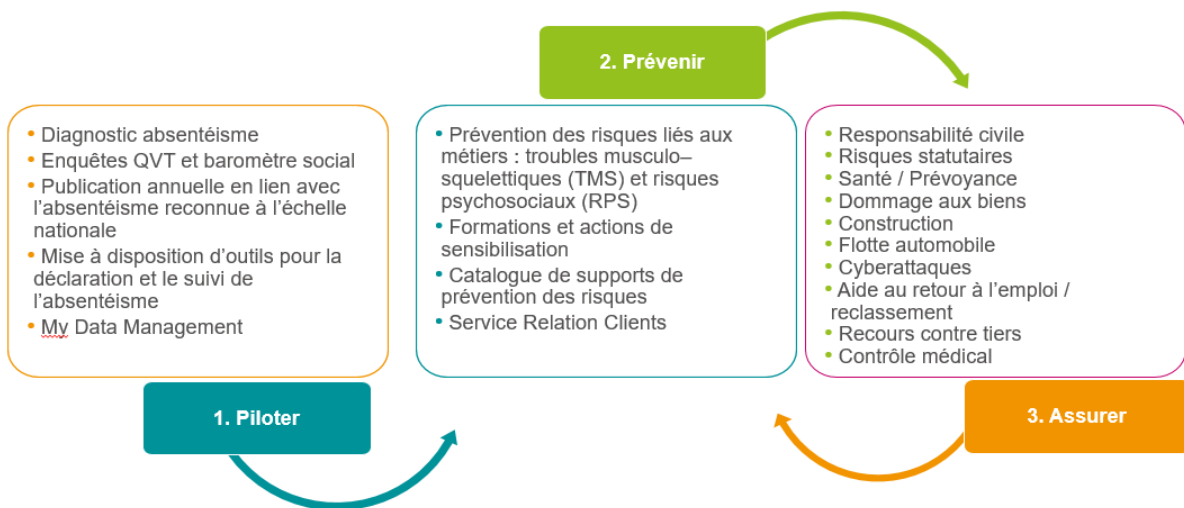 2. Prévenir
• Diagnostic absentéisme
• Enquêtes QVT et baromètre social
• Publication annuelle en lien avec
l’absentéisme reconnue à l’échelle
nationale
• Mise à disposition d’outils pour la
déclaration et le suivi de
l’absentéisme
• My Data Management
1. Piloter
• Prévention des risques liés aux
métiers : troubles musculo–
squelettiques (TMS) et risques
psychosociaux (RPS)
• Formations et actions de
sensibilisation
• Catalogue de supports de
prévention des risques
• Service Relation Clients
• Responsabilité civile
• Risques statutaires
• Santé / Prévoyance
• Dommage aux biens
• Construction
• Flotte automobile
• Cyberattaques
• Aide au retour à l’emploi /
reclassement
• Recours contre tiers
• Contrôle médical
3. Assurer